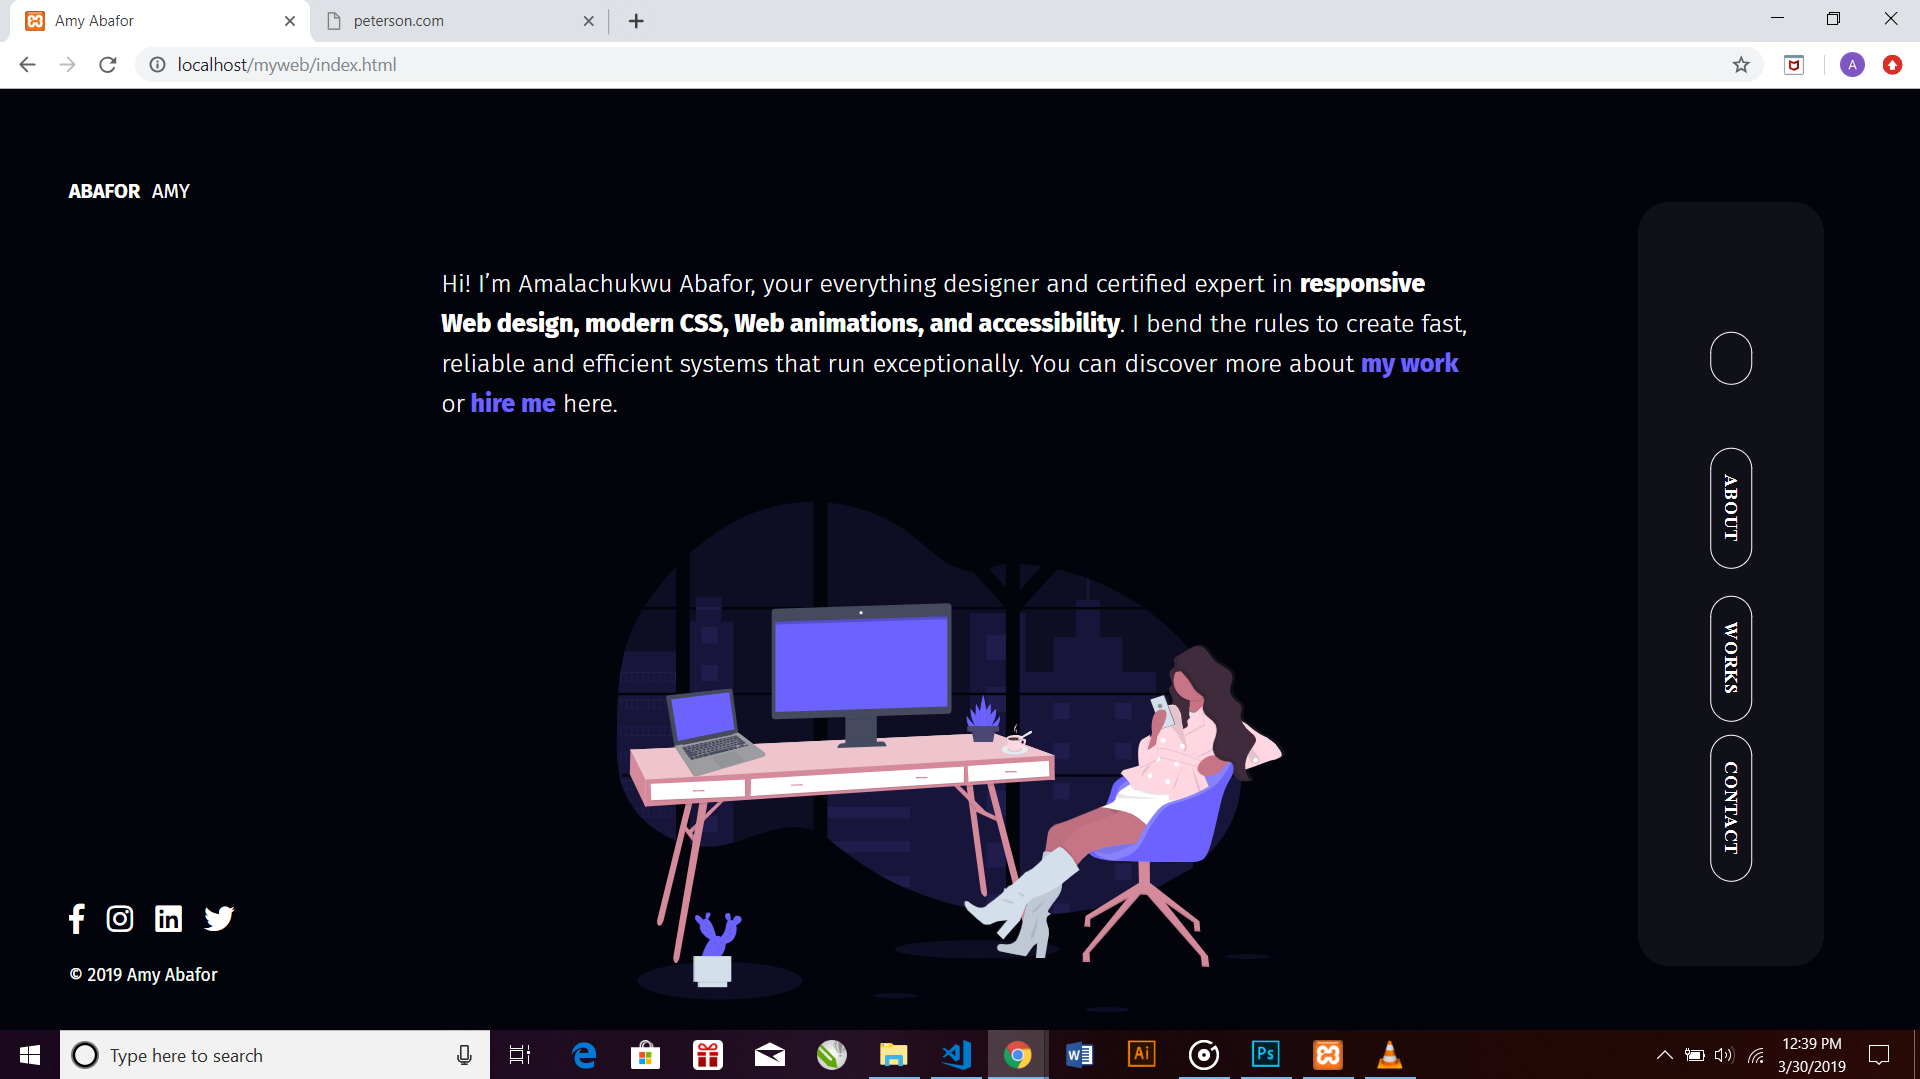 Amy Abafor
peterson.com
localhost/myweb/index.html
A
ABAFOR AMY
Hi! I’m Amalachukwu Abafor, your everything designer and certified expert in responsive
Web design, modern CSS, Web animations, and accessibility. I bend the rules to create fast,
reliable and efficient systems that run exceptionally. You can discover more about my work
or hire me here.
ABOUT
WORKS
CONTACT
© 2019 Amy Abafor
Type here to search
Ai
Ps
12:39 PM
3/30/2019